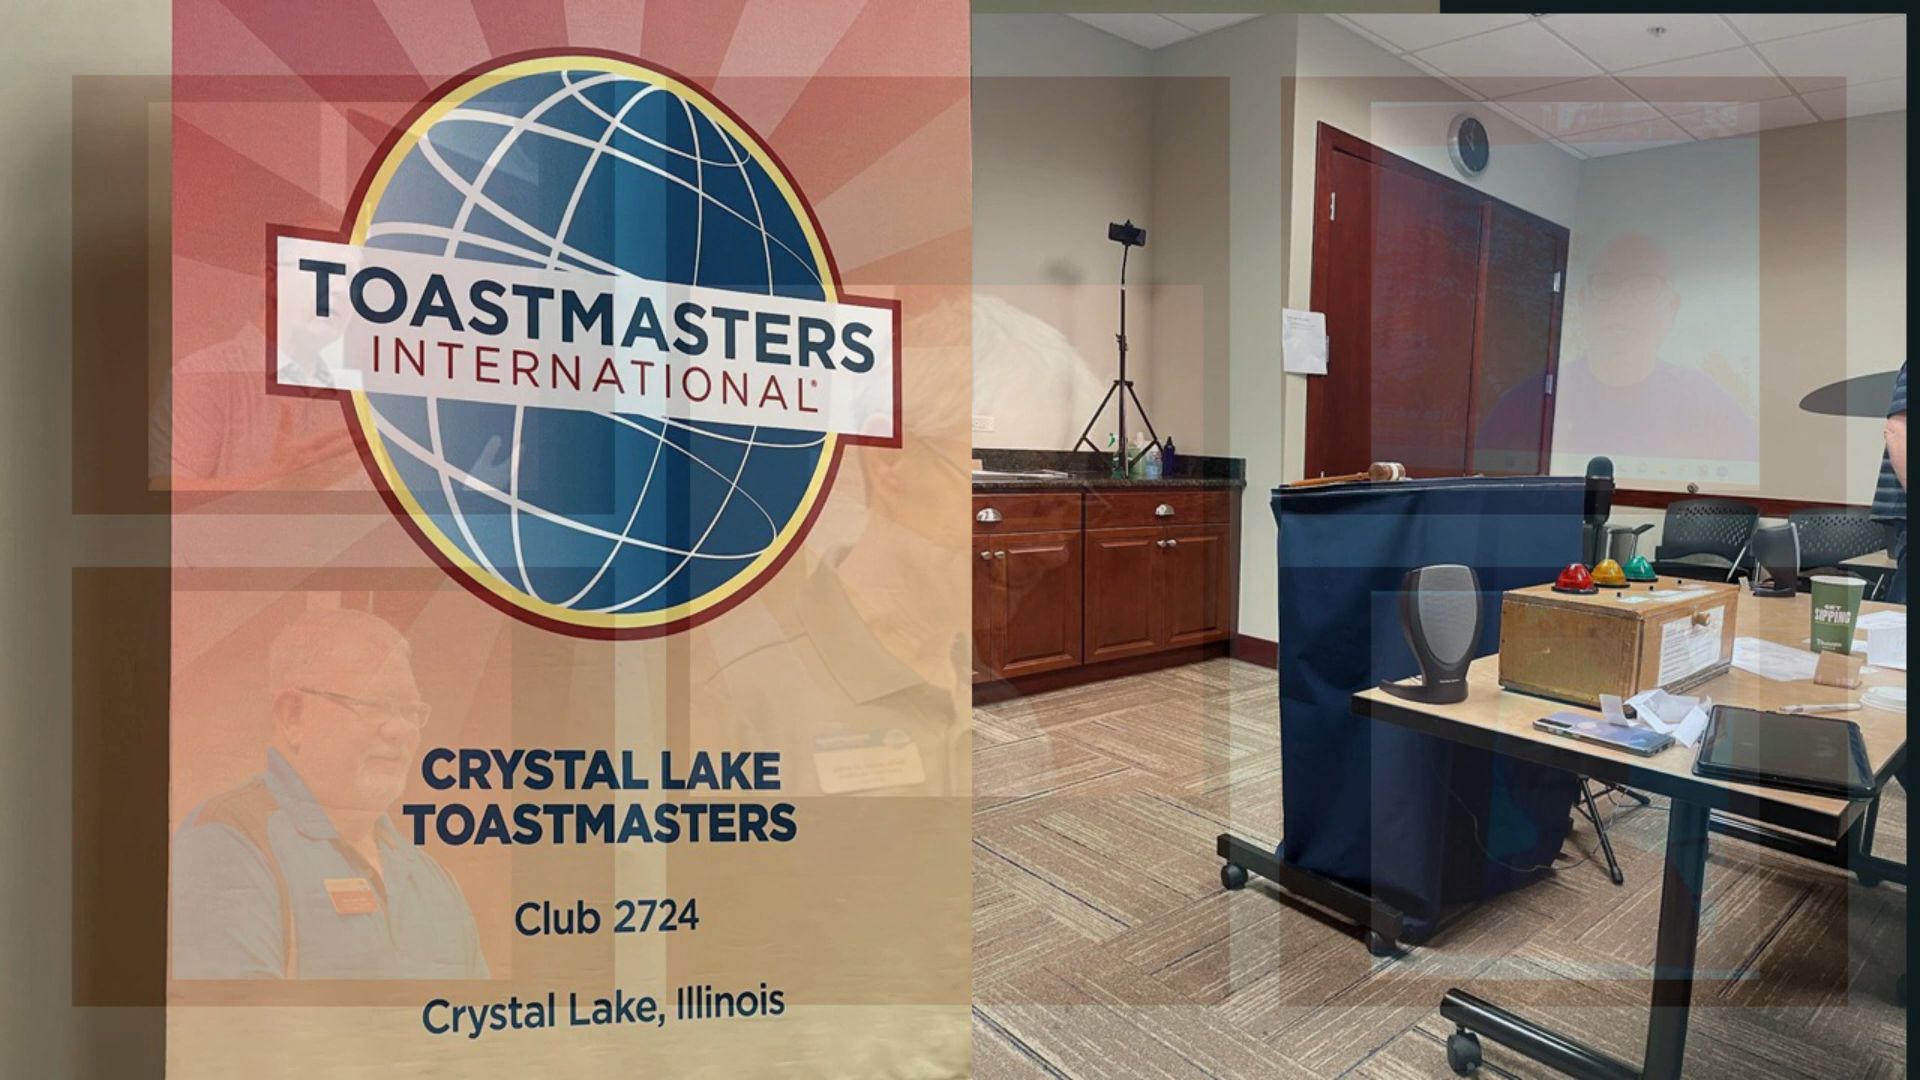 TOASTMASTERS
INTERNATIONAL®
CRYSTAL LAKE
TOASTMASTERS
Club 2724
Crystal Lake, Illinois
GET
SIPPING